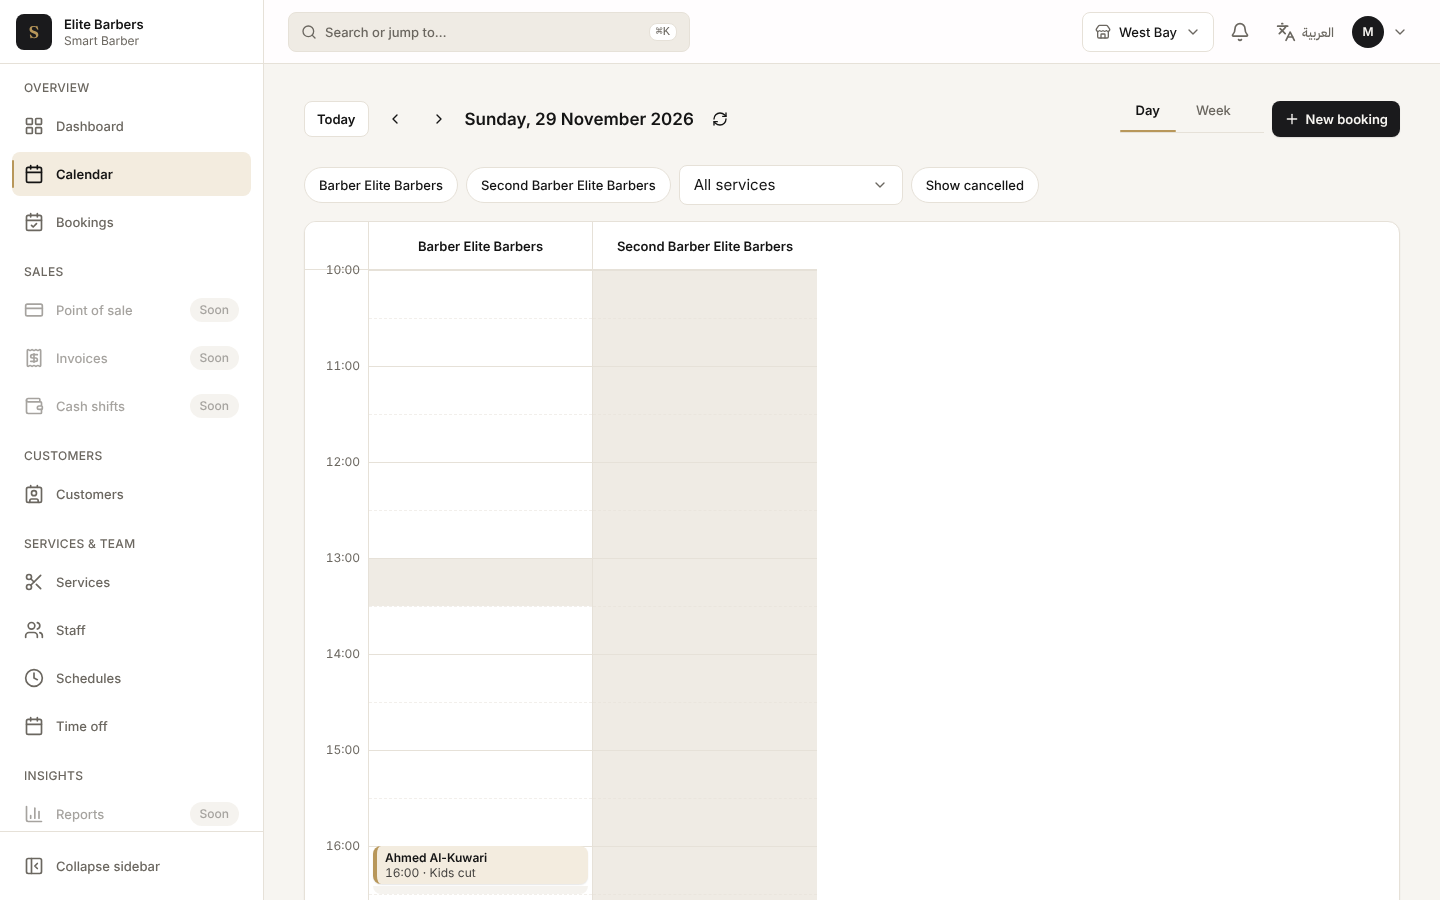 S
Elite Barbers
Smart Barber
Search or jump to...
⌘K
West Bay
العربية
M
OVERVIEW
Dashboard
Calendar
Bookings
SALES
Point of sale
Soon
Invoices
Soon
Cash shifts
Soon
CUSTOMERS
Customers
SERVICES & TEAM
Services
Staff
Schedules
Time off
INSIGHTS
Reports
Soon
Collapse sidebar
Today
Sunday, 29 November 2026
Day
Week
New booking
Barber Elite Barbers
Second Barber Elite Barbers
All services
Show cancelled
Barber Elite Barbers
Second Barber Elite Barbers
10:00
11:00
12:00
13:00
14:00
15:00
16:00
Ahmed Al-Kuwari
16:00 · Kids cut